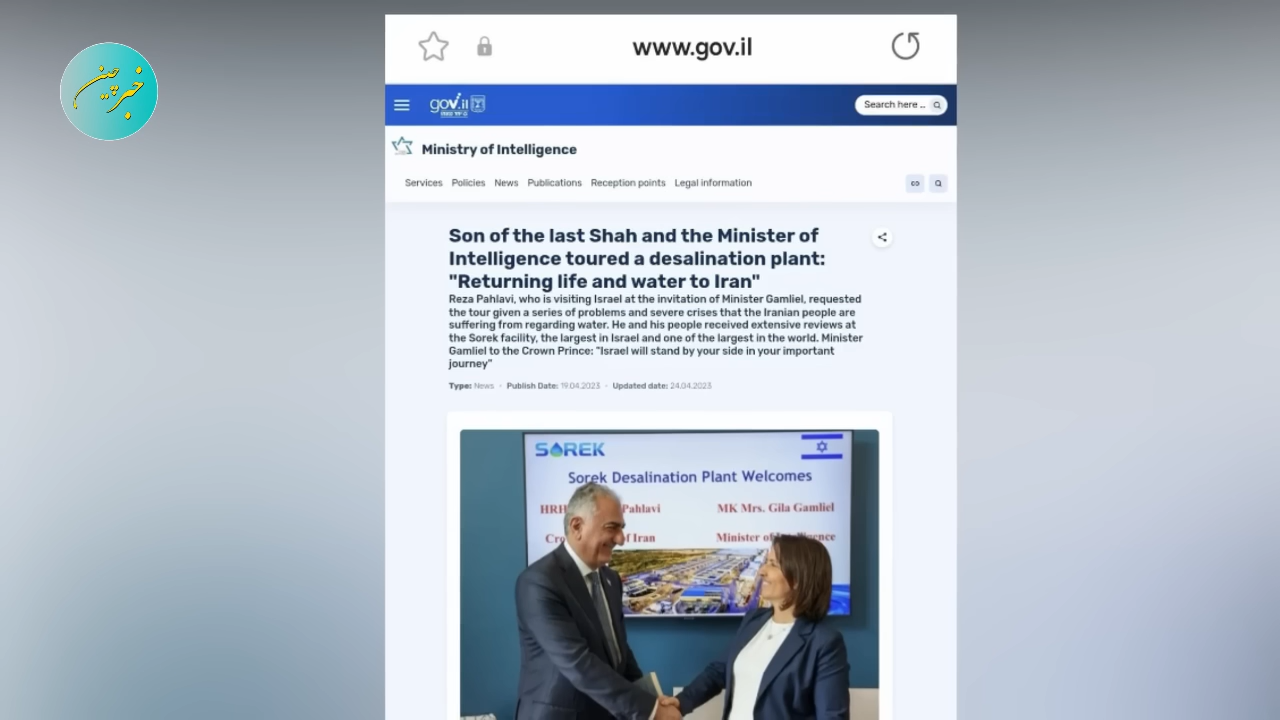 خبرچینی
www.gov.il
gov.il
Search here ...
Ministry of Intelligence
Services Policies News Publications Reception points Legal information
Son of the last Shah and the Minister of
Intelligence toured a desalination plant:
"Returning life and water to Iran"
Reza Pahlavi, who is visiting Israel at the invitation of Minister Gamliel, requested
the tour given a series of problems and severe crises that the Iranian people are
suffering from regarding water. He and his people received extensive reviews at
the Sorek facility, the largest in Israel and one of the largest in the world. Minister
Gamliel to the Crown Prince: "Israel will stand by your side in your important
journey"
Type: News - Publish Date: 19.04.2023 - Updated date: 24.04.2023
SOREK
Sorek Desalination Plant Welcomes
HRH Pahlavi MK Mrs. Gila Gamliel
of Iran Minister of